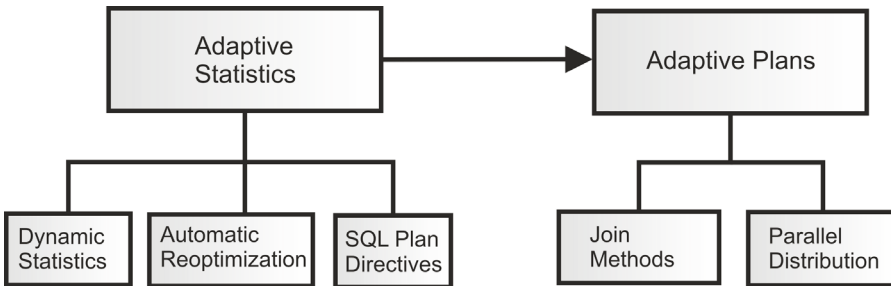 Adaptive
Statistics
Adaptive Plans
Dynamic
Statistics
Automatic
Reoptimization
SQL Plan
Directives
Join
Methods
Parallel
Distribution